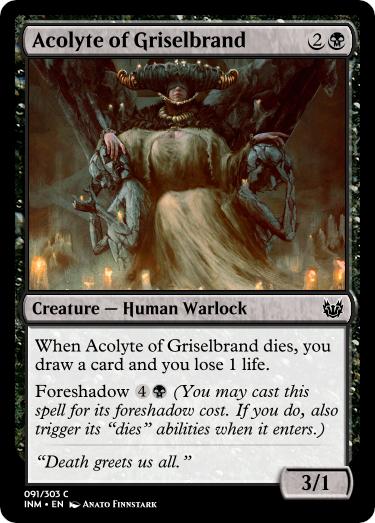 Acolyte of Griselbrand 2
Creature — Human Warlock
When Acolyte of Griselbrand dies, you
draw a card and you lose 1 life.
Foreshadow 4 (You may cast this
spell for its foreshadow cost. If you do, also
trigger its “dies” abilities when it enters.)
“Death greets us all.”
3/1
091/303 C
INM • EN Anato Finnstark